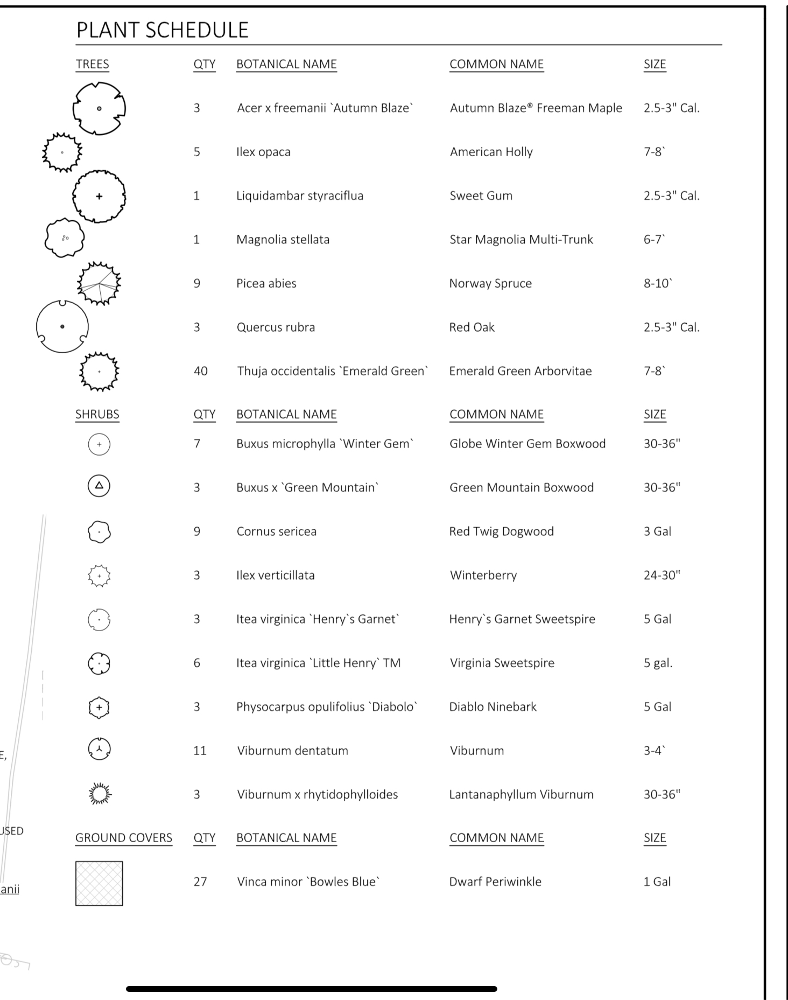 PLANT SCHEDULE
TREES QTY BOTANICAL NAME COMMON NAME SIZE
3 Acer x freemanii `Autumn Blaze` Autumn Blaze® Freeman Maple 2.5-3" Cal.
5 Ilex opaca American Holly 7-8`
1 Liquidambar styraciflua Sweet Gum 2.5-3" Cal.
1 Magnolia stellata Star Magnolia Multi-Trunk 6-7`
9 Picea abies Norway Spruce 8-10`
3 Quercus rubra Red Oak 2.5-3" Cal.
40 Thuja occidentalis `Emerald Green` Emerald Green Arborvitae 7-8`
SHRUBS QTY BOTANICAL NAME COMMON NAME SIZE
7 Buxus microphylla `Winter Gem` Globe Winter Gem Boxwood 30-36"
3 Buxus x `Green Mountain` Green Mountain Boxwood 30-36"
9 Cornus sericea Red Twig Dogwood 3 Gal
3 Ilex verticillata Winterberry 24-30"
3 Itea virginica `Henry`s Garnet` Henry`s Garnet Sweetspire 5 Gal
6 Itea virginica `Little Henry` TM Virginia Sweetspire 5 gal.
3 Physocarpus opulifolius `Diabolo` Diablo Ninebark 5 Gal
E,
11 Viburnum dentatum Viburnum 3-4`
3 Viburnum x rhytidophylloides Lantanaphyllum Viburnum 30-36"
USED
GROUND COVERS QTY BOTANICAL NAME COMMON NAME SIZE
27 Vinca minor `Bowles Blue` Dwarf Periwinkle 1 Gal
anii